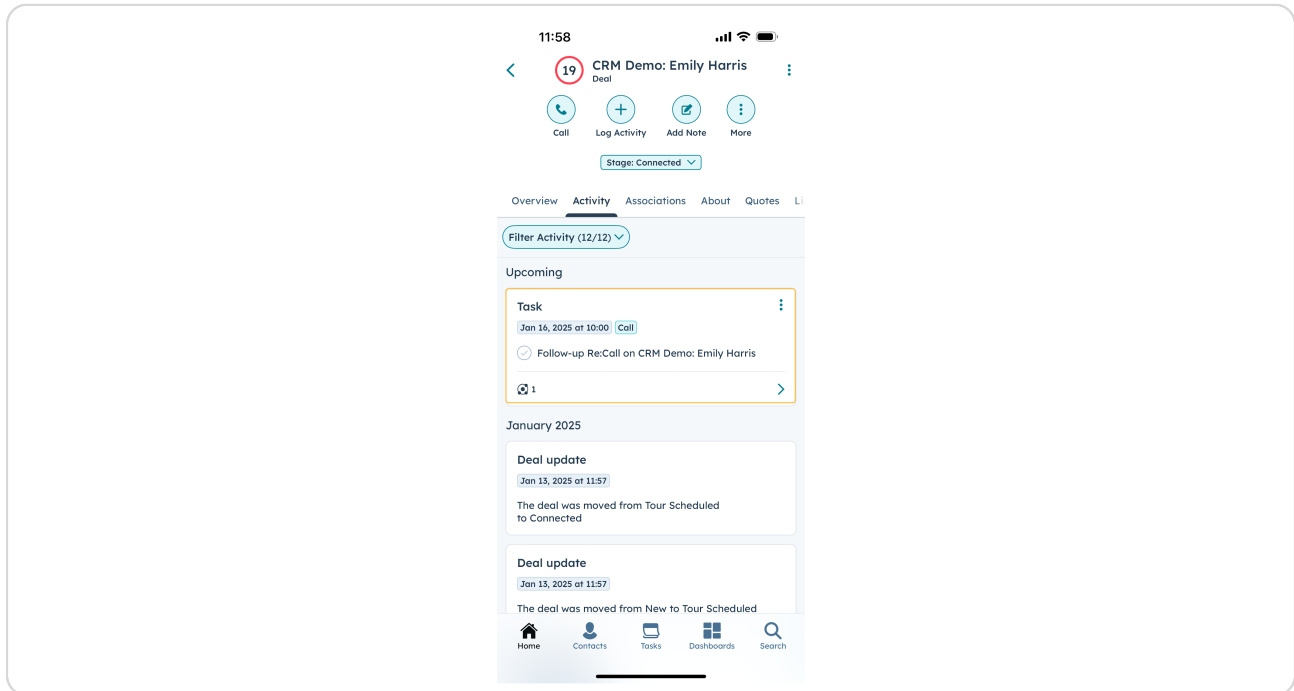 11:58
19
CRM Demo: Emily Harris
Deal
Call
Log Activity
Add Note
More
Stage: Connected
Overview Activity Associations About Quotes Li
Filter Activity (12/12)
Upcoming
Task
Jan 16, 2025 at 10:00 Call
Follow-up Re:Call on CRM Demo: Emily Harris
1
January 2025
Deal update
Jan 13, 2025 at 11:57
The deal was moved from Tour Scheduled
to Connected
Deal update
Jan 13, 2025 at 11:57
The deal was moved from New to Tour Scheduled
Home
Contacts
Tasks
Dashboards
Search